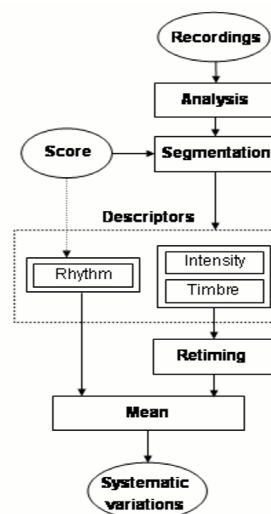 Recordings
Analysis
Score
Segmentation
Descriptors
Rhythm
Intensity
Timbre
Retiming
Mean
Systematic
variations